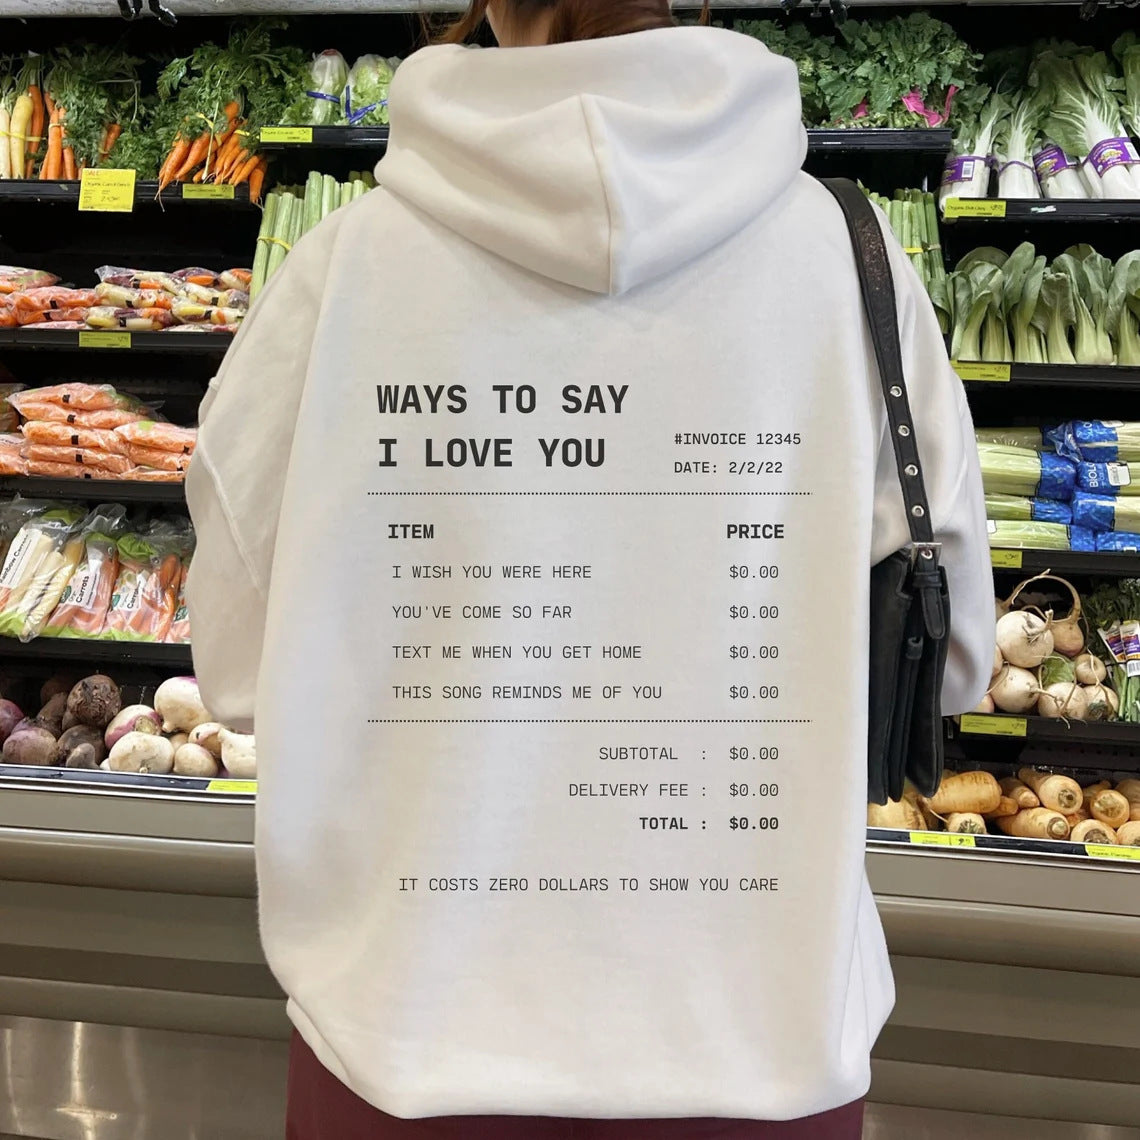 WAYS TO SAY
I LOVE YOU
#INVOICE 12345
DATE: 2/2/22
ITEM PRICE
I WISH YOU WERE HERE $0.00
YOU'VE COME SO FAR $0.00
TEXT ME WHEN YOU GET HOME $0.00
THIS SONG REMINDS ME OF YOU $0.00
SUBTOTAL : $0.00
DELIVERY FEE : $0.00
TOTAL : $0.00
IT COSTS ZERO DOLLARS TO SHOW YOU CARE
SALE
Carrots